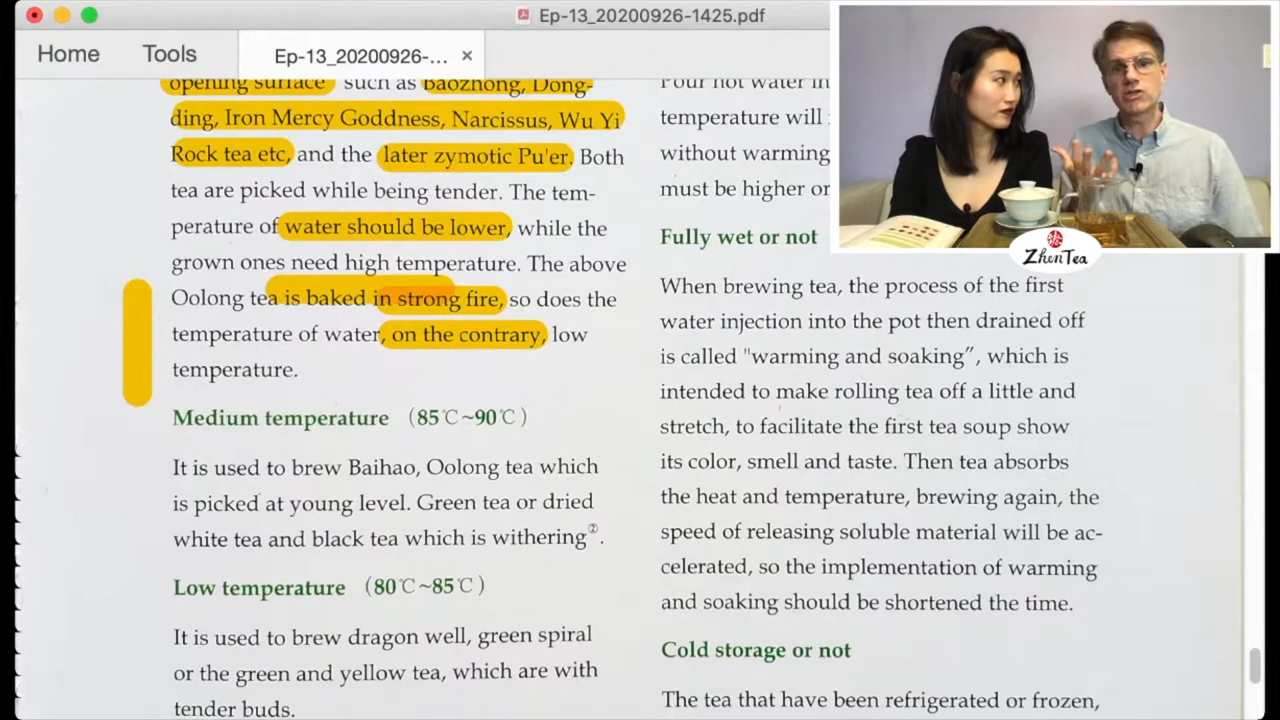 Ep-13_20200926-1425.pdf
Home
Tools
Ep-13_20200926-...
×
opening surface such as baozhong, Dong-
ding, Iron Mercy Goddness, Narcissus, Wu Yi
Rock tea etc, and the later zymotic Pu'er. Both
tea are picked while being tender. The tem-
perature of water should be lower, while the
grown ones need high temperature. The above
Oolong tea is baked in strong fire, so does the
temperature of water, on the contrary, low
temperature.
Medium temperature (85℃~90℃)
It is used to brew Baihao, Oolong tea which
is picked at young level. Green tea or dried
white tea and black tea which is withering②.
Low temperature (80℃~85℃)
It is used to brew dragon well, green spiral
or the green and yellow tea, which are with
tender buds.
Pour hot water in
temperature will
without warming
must be higher or
Fully wet or not
When brewing tea, the process of the first
water injection into the pot then drained off
is called "warming and soaking”, which is
intended to make rolling tea off a little and
stretch, to facilitate the first tea soup show
its color, smell and taste. Then tea absorbs
the heat and temperature, brewing again, the
speed of releasing soluble material will be ac-
celerated, so the implementation of warming
and soaking should be shortened the time.
Cold storage or not
The tea that have been refrigerated or frozen,
ZhenTea